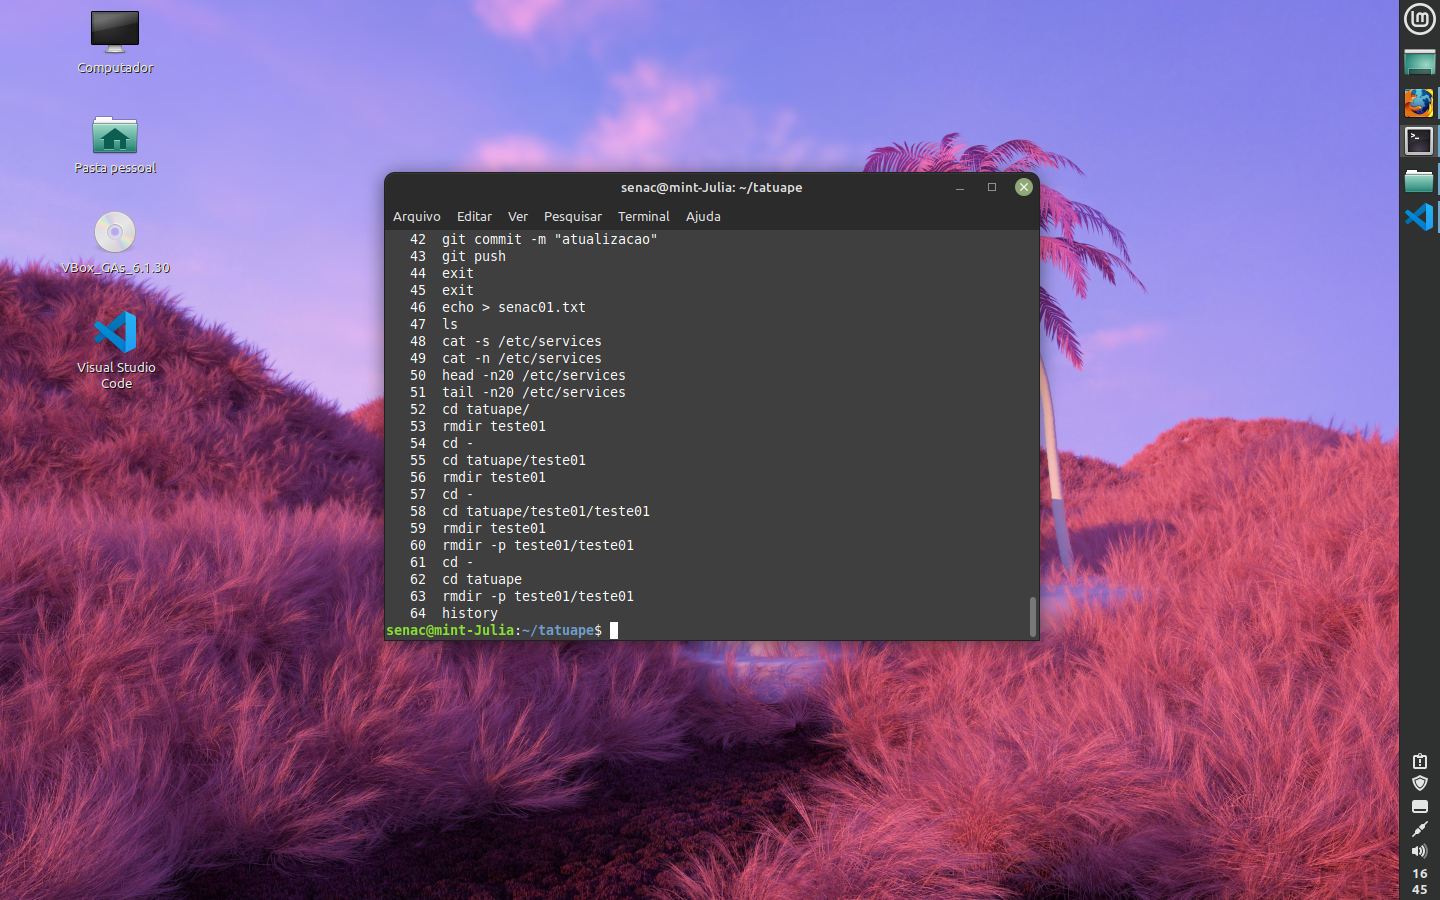 Computador
Pasta pessoal
VBox_GAs_6.1.30
Visual Studio
Code
senac@mint-Julia: ~/tatuape
Arquivo Editar Ver Pesquisar Terminal Ajuda
42 git commit -m "atualizacao"
43 git push
44 exit
45 exit
46 echo > senac01.txt
47 ls
48 cat -s /etc/services
49 cat -n /etc/services
50 head -n20 /etc/services
51 tail -n20 /etc/services
52 cd tatuape/
53 rmdir teste01
54 cd -
55 cd tatuape/teste01
56 rmdir teste01
57 cd -
58 cd tatuape/teste01/teste01
59 rmdir teste01
60 rmdir -p teste01/teste01
61 cd -
62 cd tatuape
63 rmdir -p teste01/teste01
64 history
senac@mint-Julia:~/tatuape$
16
45